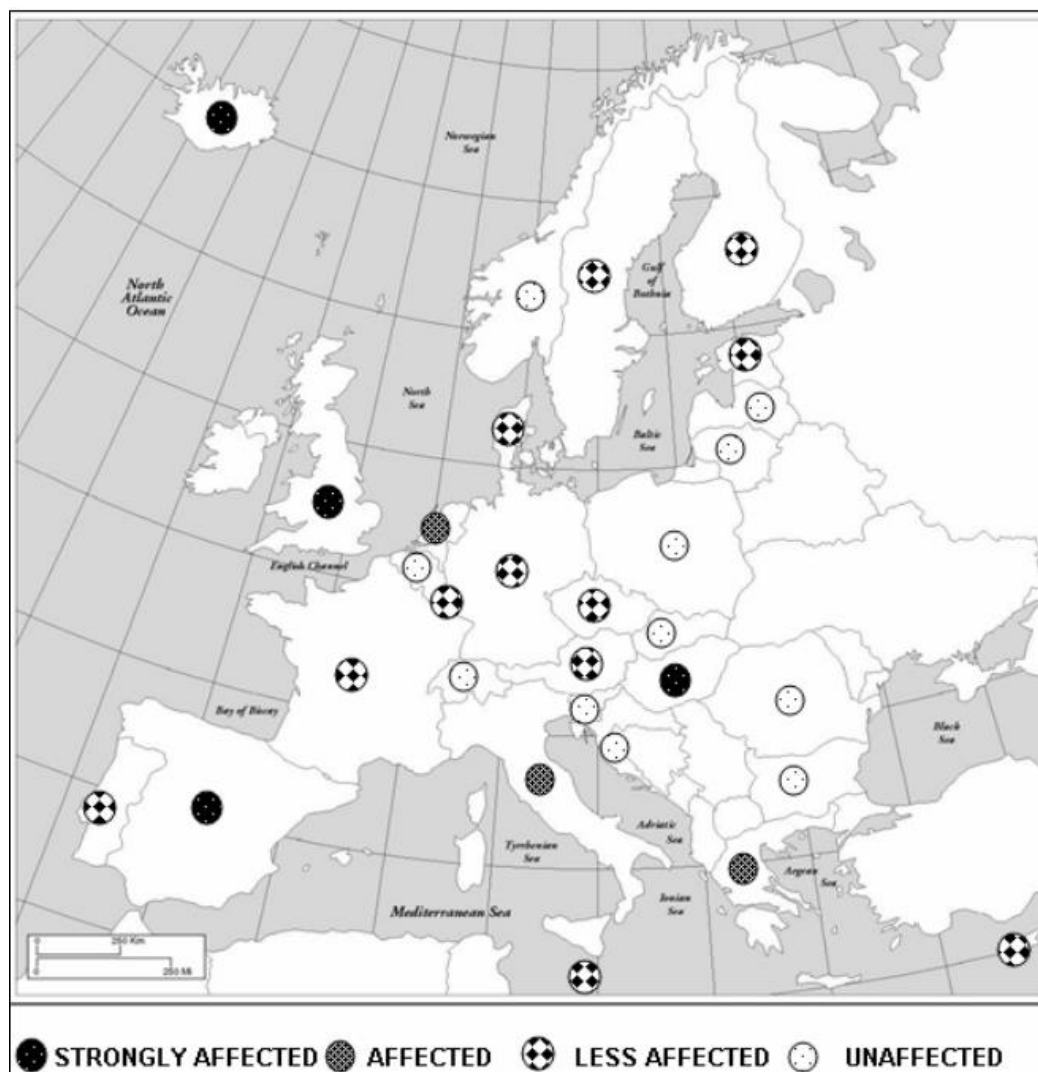 Norwegian
Sea
North
Atlantic
Ocean
Gulf
of
Bothnia
North
Sea
Baltic
Sea
English Channel
Bay of Biscay
Black
Sea
Adriatic
Sea
Tyrrhenian
Sea
Aegean
Sea
Ionian
Sea
Mediterranean Sea
0 250 Km
0 250 Mi
STRONGLY AFFECTED
AFFECTED
LESS AFFECTED
UNAFFECTED